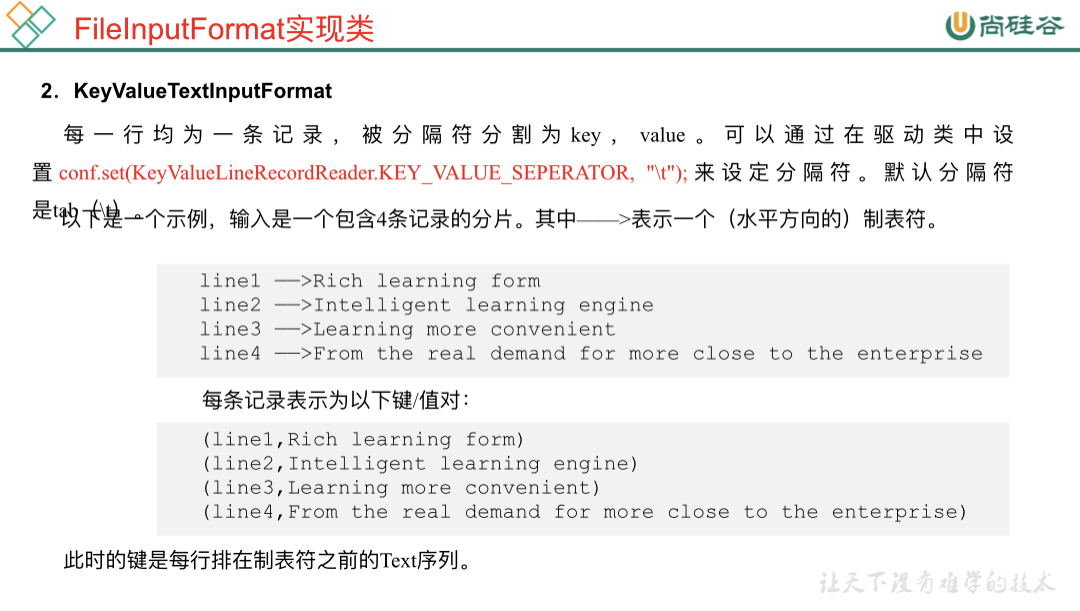 FileInputFormat实现类
尚硅谷
2．KeyValueTextInputFormat
每一行均为一条记录，被分隔符分割为key，value。可以通过在驱动类中设
置conf.set(KeyValueLineRecordReader.KEY_VALUE_SEPERATOR, "\t");来设定分隔符。默认分隔符
是tab（\t）。
以下是一个示例，输入是一个包含4条记录的分片。其中——>表示一个（水平方向的）制表符。
line1 ——>Rich learning form
line2 ——>Intelligent learning engine
line3 ——>Learning more convenient
line4 ——>From the real demand for more close to the enterprise
每条记录表示为以下键/值对：
(line1,Rich learning form)
(line2,Intelligent learning engine)
(line3,Learning more convenient)
(line4,From the real demand for more close to the enterprise)
此时的键是每行排在制表符之前的Text序列。
让天下没有难学的技术